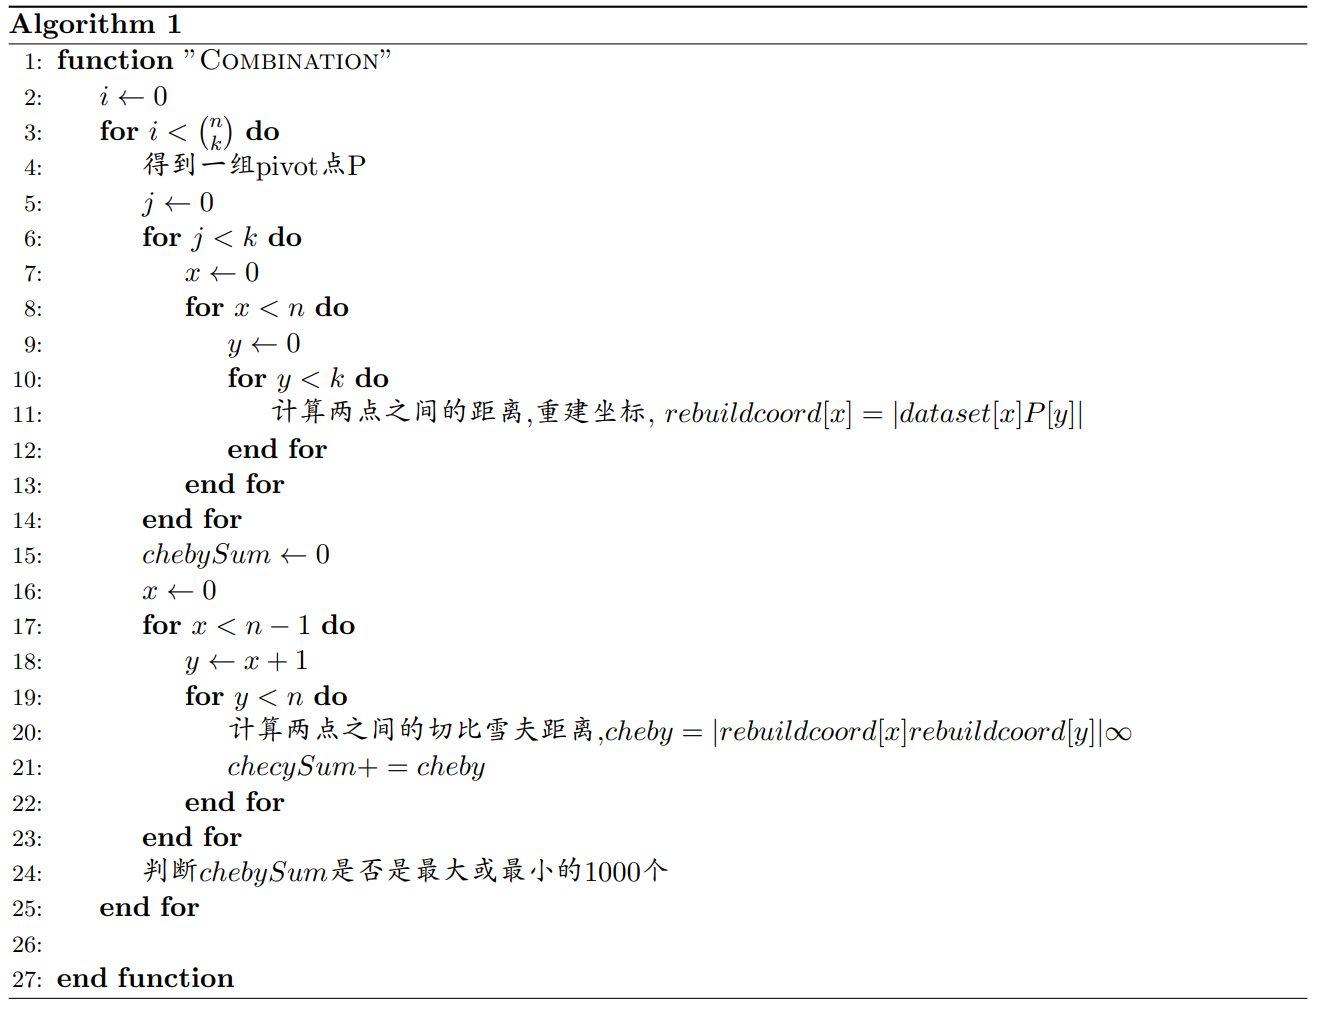 Algorithm 1
1: function ”COMBINATION”
2: i ← 0
3: for i < (n k) do
4: 得到一组pivot点P
5: j ← 0
6: for j < k do
7: x ← 0
8: for x < n do
9: y ← 0
10: for y < k do
11: 计算两点之间的距离,重建坐标, rebuildcoord[x] = |dataset[x]P[y]|
12: end for
13: end for
14: end for
15: chebySum ← 0
16: x ← 0
17: for x < n − 1 do
18: y ← x + 1
19: for y < n do
20: 计算两点之间的切比雪夫距离,cheby = |rebuildcoord[x]rebuildcoord[y]|∞
21: checySum+ = cheby
22: end for
23: end for
24: 判断chebySum是否是最大或最小的1000个
25: end for
26:
27: end function